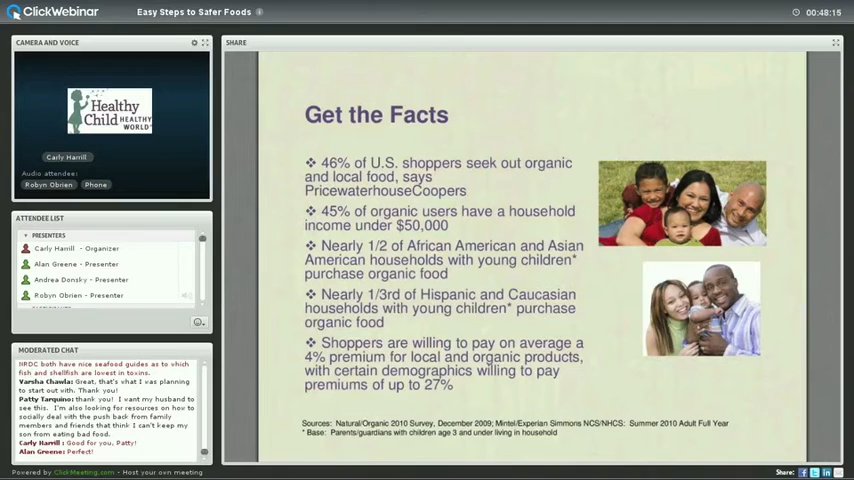 ClickWebinar
Easy Steps to Safer Foods
00:48:15
CAMERA AND VOICE
Healthy
Child HEALTHY
WORLD
Carly Harrill
Audio attendee:
Robyn Obrien
Phone
ATTENDEE LIST
PRESENTERS
Carly Harrill - Organizer
Alan Greene - Presenter
Andrea Donsky - Presenter
Robyn Obrien - Presenter
MODERATED CHAT
NRDC both have nice seafood guides as to which
fish and shellfish are lowest in toxins.
Varsha Chawla: Great, that's what I was planning
to start out with. Thank you!
Patty Tarquino: thank you! I want my husband to
see this. I'm also looking for resources on how to
socially deal with the push back from family
members and friends that think I can't keep my
son from eating bad food.
Carly Harrill: Good for you, Patty!
Alan Greene: Perfect!
SHARE
Get the Facts
❖ 46% of U.S. shoppers seek out organic
and local food, says
PricewaterhouseCoopers
❖ 45% of organic users have a household
income under $50,000
❖ Nearly 1/2 of African American and Asian
American households with young children*
purchase organic food
❖ Nearly 1/3rd of Hispanic and Caucasian
households with young children* purchase
organic food
❖ Shoppers are willing to pay on average a
4% premium for local and organic products,
with certain demographics willing to pay
premiums of up to 27%
Sources: Natural/Organic 2010 Survey, December 2009; Mintel/Experian Simmons NCS/NHCS: Summer 2010 Adult Full Year
* Base: Parents/guardians with children age 3 and under living in household
Powered by ClickMeeting.com - Host your own meeting
Share: